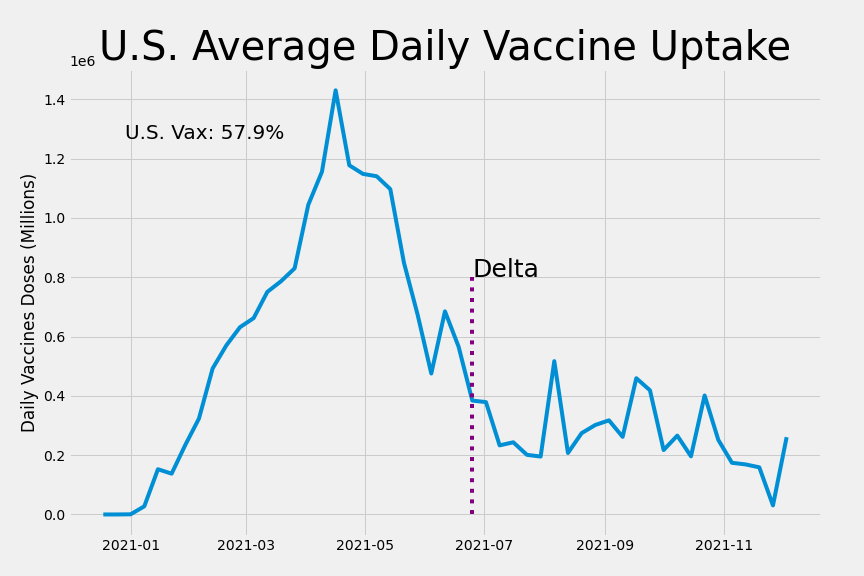 U.S. Average Daily Vaccine Uptake
1e6
1.4
U.S. Vax: 57.9%
1.2
1.0
Delta
0.8
0.6
0.4
0.2
0.0
Daily Vaccines Doses (Millions)
2021-01 2021-03 2021-05 2021-07 2021-09 2021-11